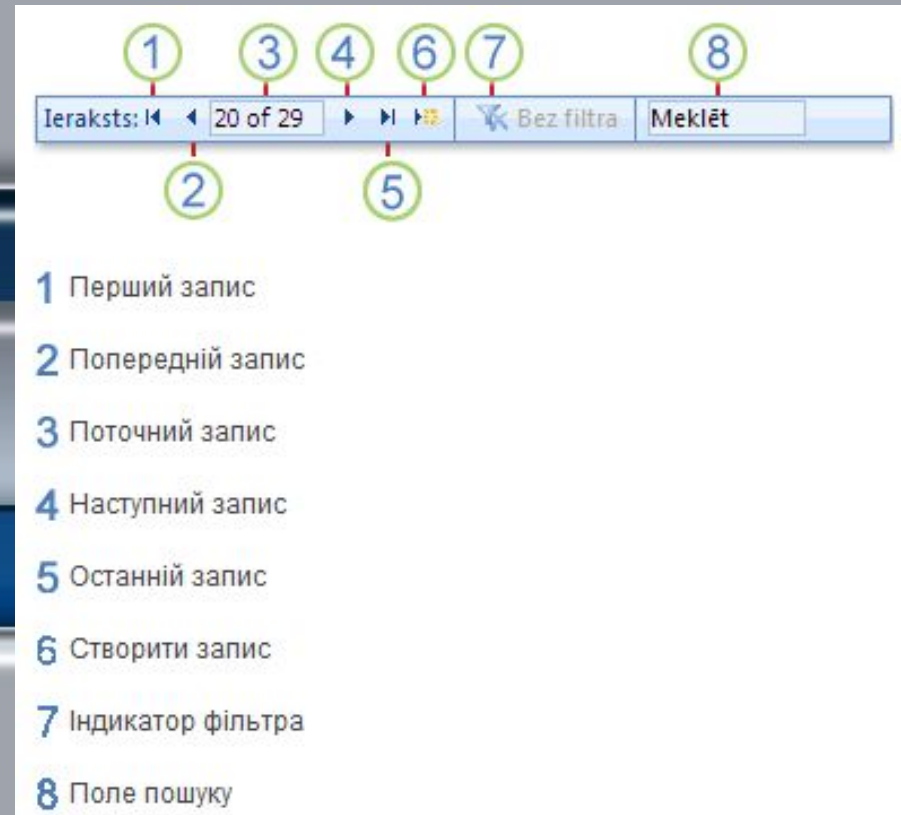 1 3 4 6 7 8
Ieraksts: 20 of 29 Bez filtra Meklēt
2 5
1 Перший запис
2 Попередній запис
3 Поточний запис
4 Наступний запис
5 Останній запис
6 Створити запис
7 Індикатор фільтра
8 Поле пошуку